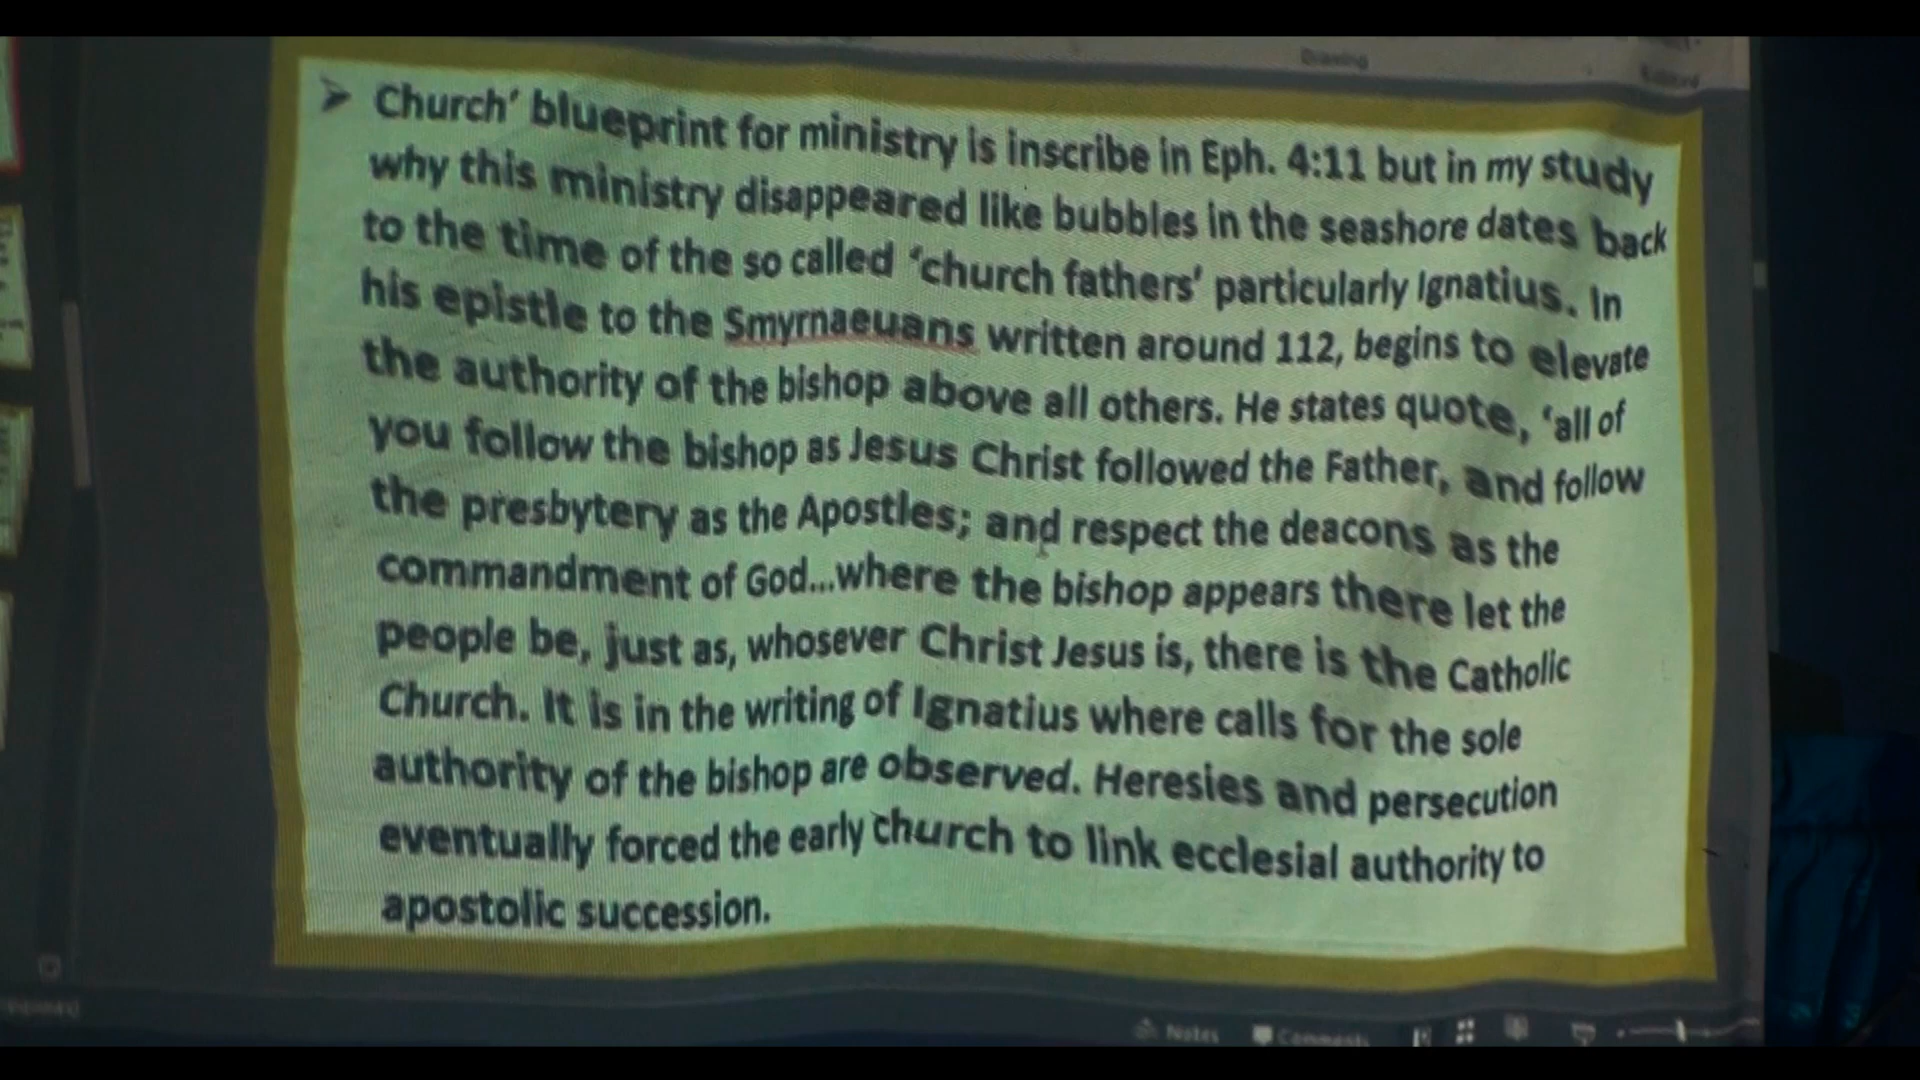 Drawing
➢ Church' blueprint for ministry is inscribe in Eph. 4:11 but in my study
why this ministry disappeared like bubbles in the seashore dates back
to the time of the so called 'church fathers' particularly Ignatius. In
his epistle to the Smyrnaeuans written around 112, begins to elevate
the authority of the bishop above all others. He states quote, 'all of
you follow the bishop as Jesus Christ followed the Father, and follow
the presbytery as the Apostles; and respect the deacons as the
commandment of God...where the bishop appears there let the
people be, just as, whosever Christ Jesus is, there is the Catholic
Church. It is in the writing of Ignatius where calls for the sole
authority of the bishop are observed. Heresies and persecution
eventually forced the early church to link ecclesial authority to
apostolic succession.
Notes Comments